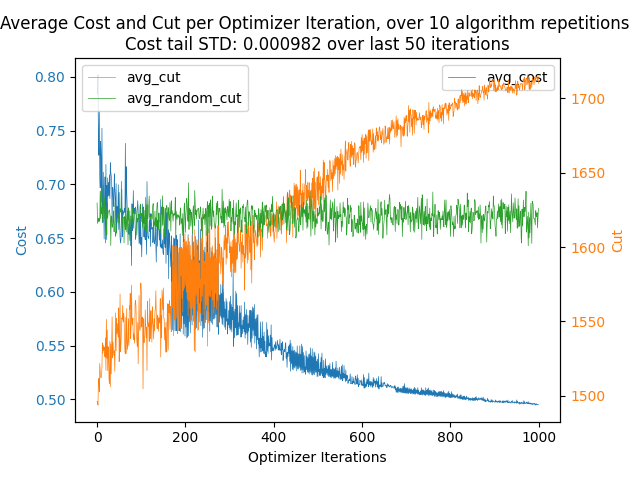 Average Cost and Cut per Optimizer Iteration, over 10 algorithm repetitions
Cost tail STD: 0.000982 over last 50 iterations
avg_cut
avg_random_cut
avg_cost
0.80
0.75
0.70
0.65
0.60
0.55
0.50
Cost
1700
1650
1600
1550
1500
Cut
0
200
400
600
800
1000
Optimizer Iterations